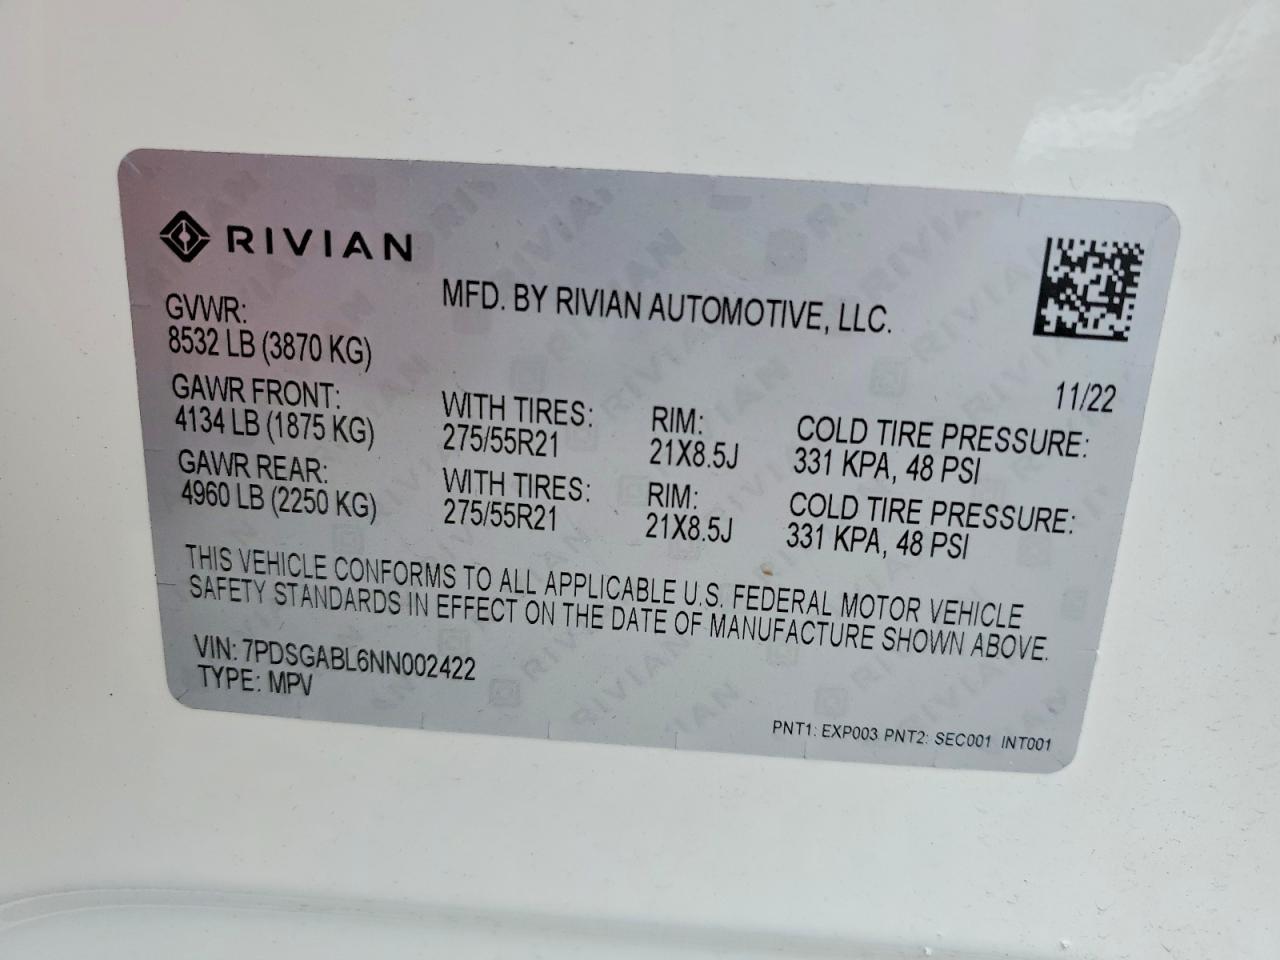 RIVIAN
MFD. BY RIVIAN AUTOMOTIVE, LLC.
GVWR:
8532 LB (3870 KG)
11/22
GAWR FRONT: WITH TIRES: RIM: COLD TIRE PRESSURE:
4134 LB (1875 KG) 275/55R21 21X8.5J 331 KPA, 48 PSI
GAWR REAR: WITH TIRES: RIM: COLD TIRE PRESSURE:
4960 LB (2250 KG) 275/55R21 21X8.5J 331 KPA, 48 PSI
THIS VEHICLE CONFORMS TO ALL APPLICABLE U.S. FEDERAL MOTOR VEHICLE
SAFETY STANDARDS IN EFFECT ON THE DATE OF MANUFACTURE SHOWN ABOVE.
VIN: 7PDSGABL6NN002422
TYPE: MPV
PNT1: EXP003 PNT2: SEC001 INT001